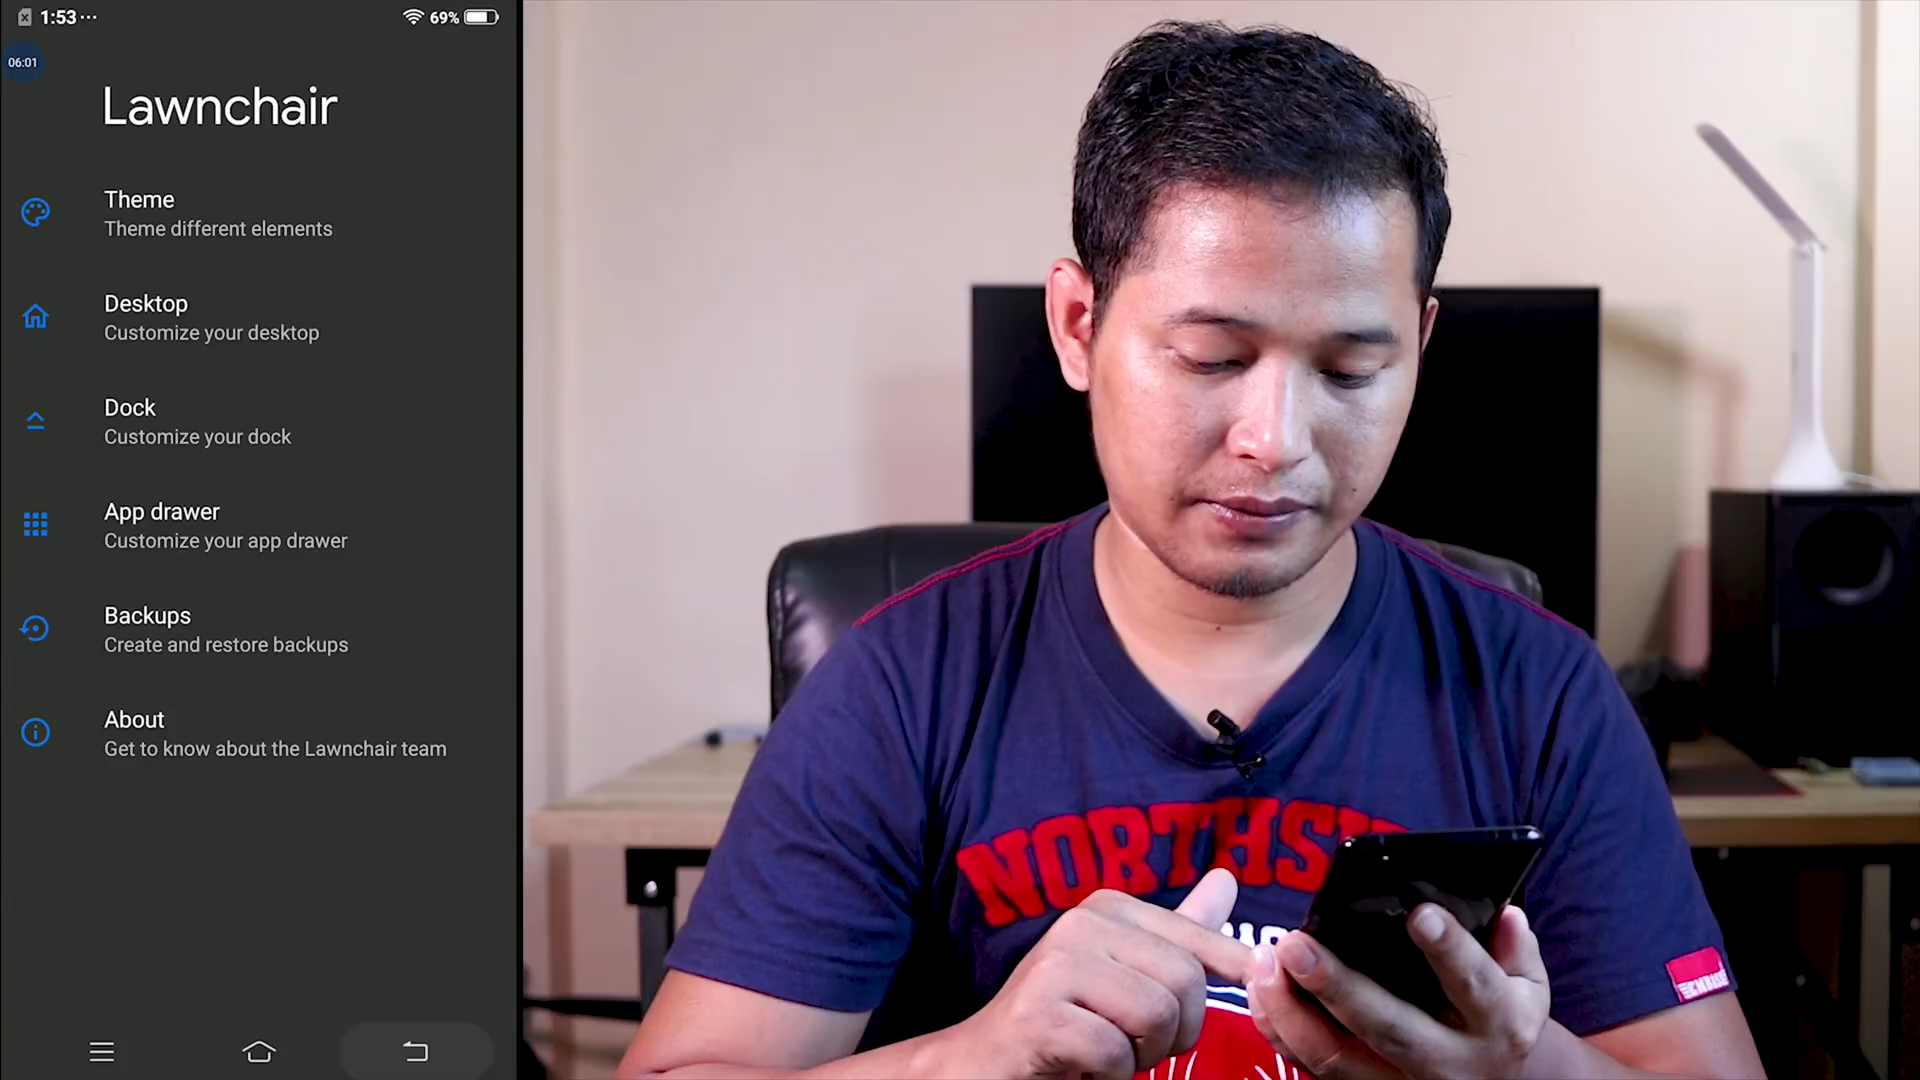 1:53
69%
06:01
Lawnchair
Theme
Theme different elements
Desktop
Customize your desktop
Dock
Customize your dock
App drawer
Customize your app drawer
Backups
Create and restore backups
About
Get to know about the Lawnchair team